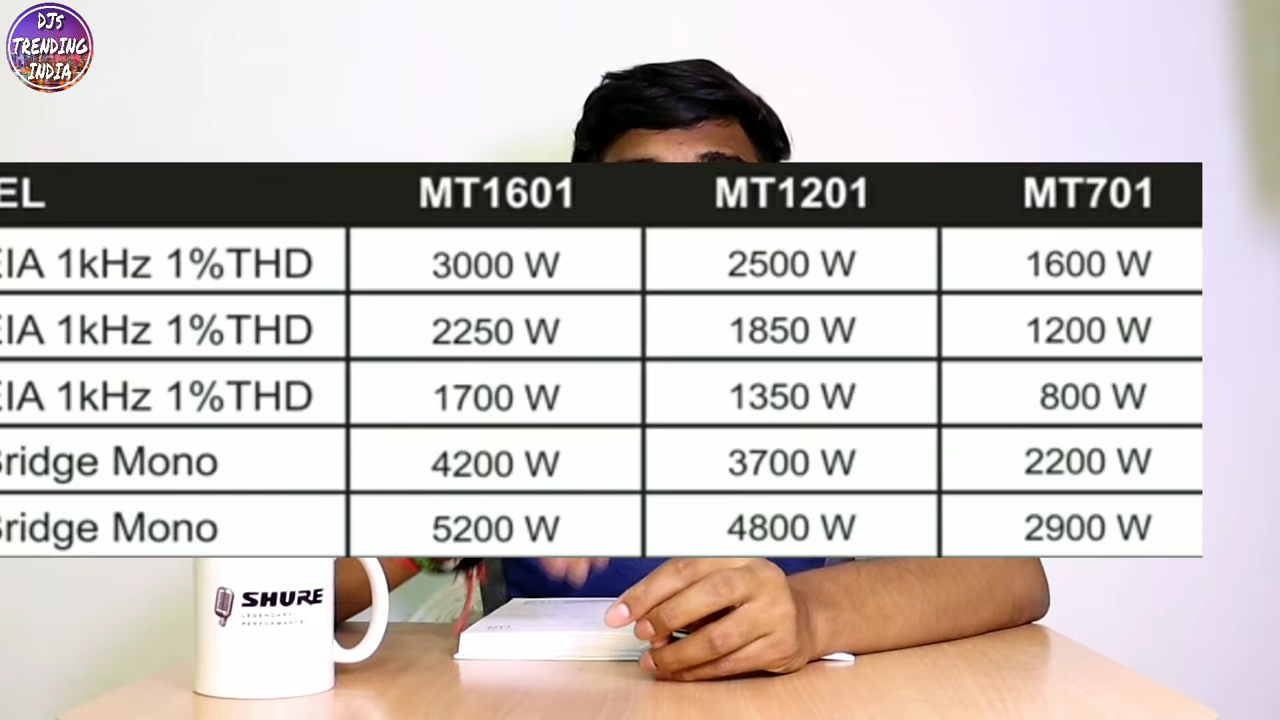 DJs
TRENDING
INDIA
EL MT1601 MT1201 MT701
EIA 1kHz 1%THD 3000 W 2500 W 1600 W
EIA 1kHz 1%THD 2250 W 1850 W 1200 W
EIA 1kHz 1%THD 1700 W 1350 W 800 W
Bridge Mono 4200 W 3700 W 2200 W
Bridge Mono 5200 W 4800 W 2900 W
SHURE
LEGENDARY
PERFORMANCE